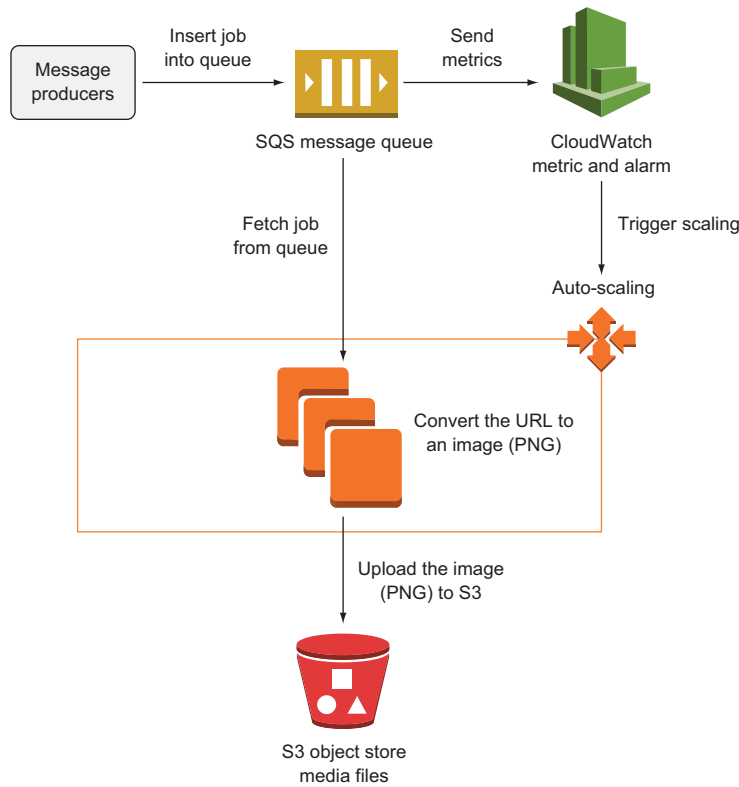 Message
producers
Insert job
into queue
SQS message queue
Send
metrics
CloudWatch
metric and alarm
Fetch job
from queue
Trigger scaling
Auto-scaling
Convert the URL to
an image (PNG)
Upload the image
(PNG) to S3
S3 object store
media files